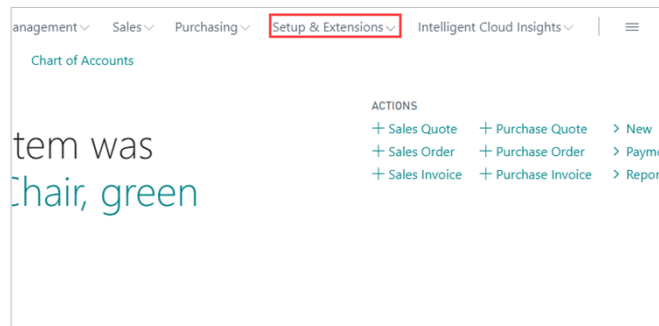 anagement Sales Purchasing Setup & Extensions Intelligent Cloud Insights
Chart of Accounts
ACTIONS
+ Sales Quote + Purchase Quote > New
+ Sales Order + Purchase Order > Payme
+ Sales Invoice + Purchase Invoice > Repor
tem was
Chair, green